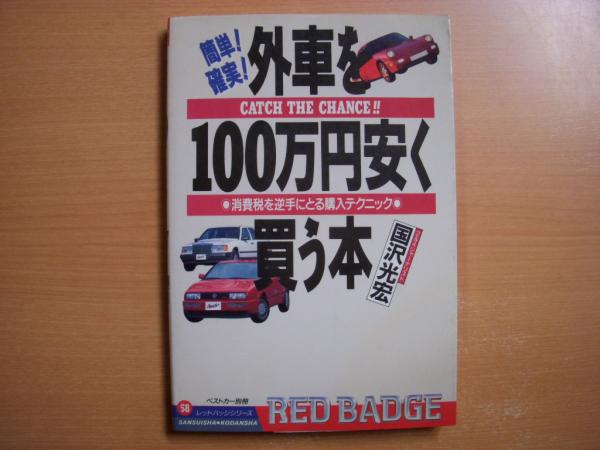 簡単!
確実!
外車を
CATCH THE CHANCE!!
100万円安く
●消費税を逆手にとる購入テクニック●
買う本
国沢光宏
ベストカー別冊
58
レッドバッジシリーズ
SANSUISHA★KODANSHA
RED BADGE